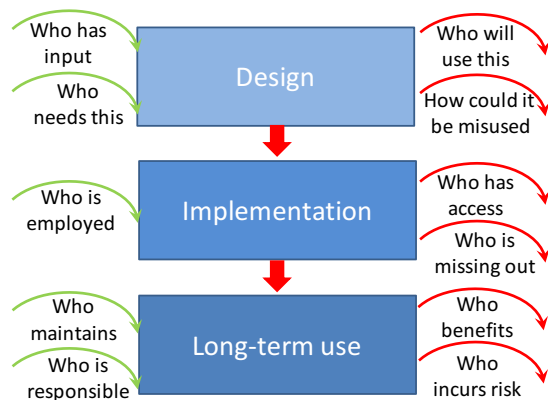 Who has
input
Who
needs this
Design
Who will
use this
How could it
be misused
Who is
employed
Implementation
Who has
access
Who is
missing out
Who
maintains
Who is
responsible
Long-term use
Who
benefits
Who
incurs risk